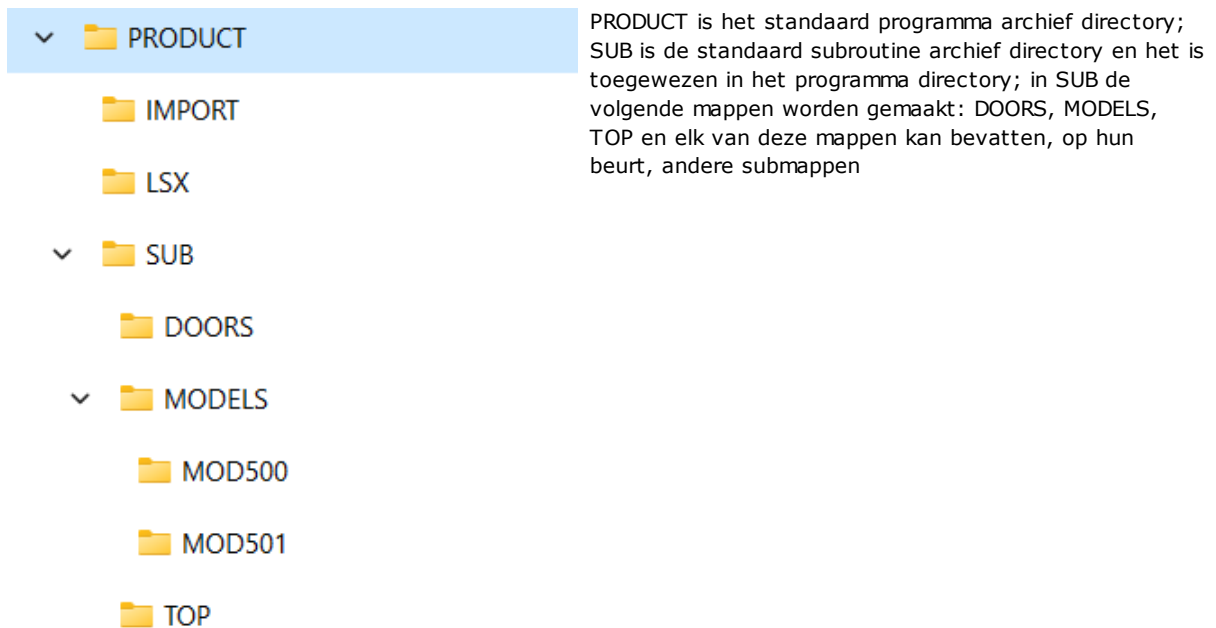 PRODUCT
IMPORT
LSX
SUB
DOORS
MODELS
MOD500
MOD501
TOP
PRODUCT is het standaard programma archief directory;
SUB is de standaard subroutine archief directory en het is
toegewezen in het programma directory; in SUB de
volgende mappen worden gemaakt: DOORS, MODELS,
TOP en elk van deze mappen kan bevatten, op hun
beurt, andere submappen